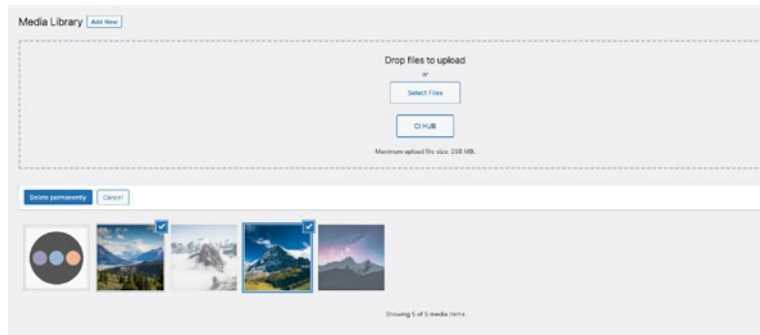 Media Library Add New
Drop files to upload
or
Select Files
CI HUB
Maximum upload file size: 256 MB.
Delete permanently Cancel
Showing 5 of 5 media items